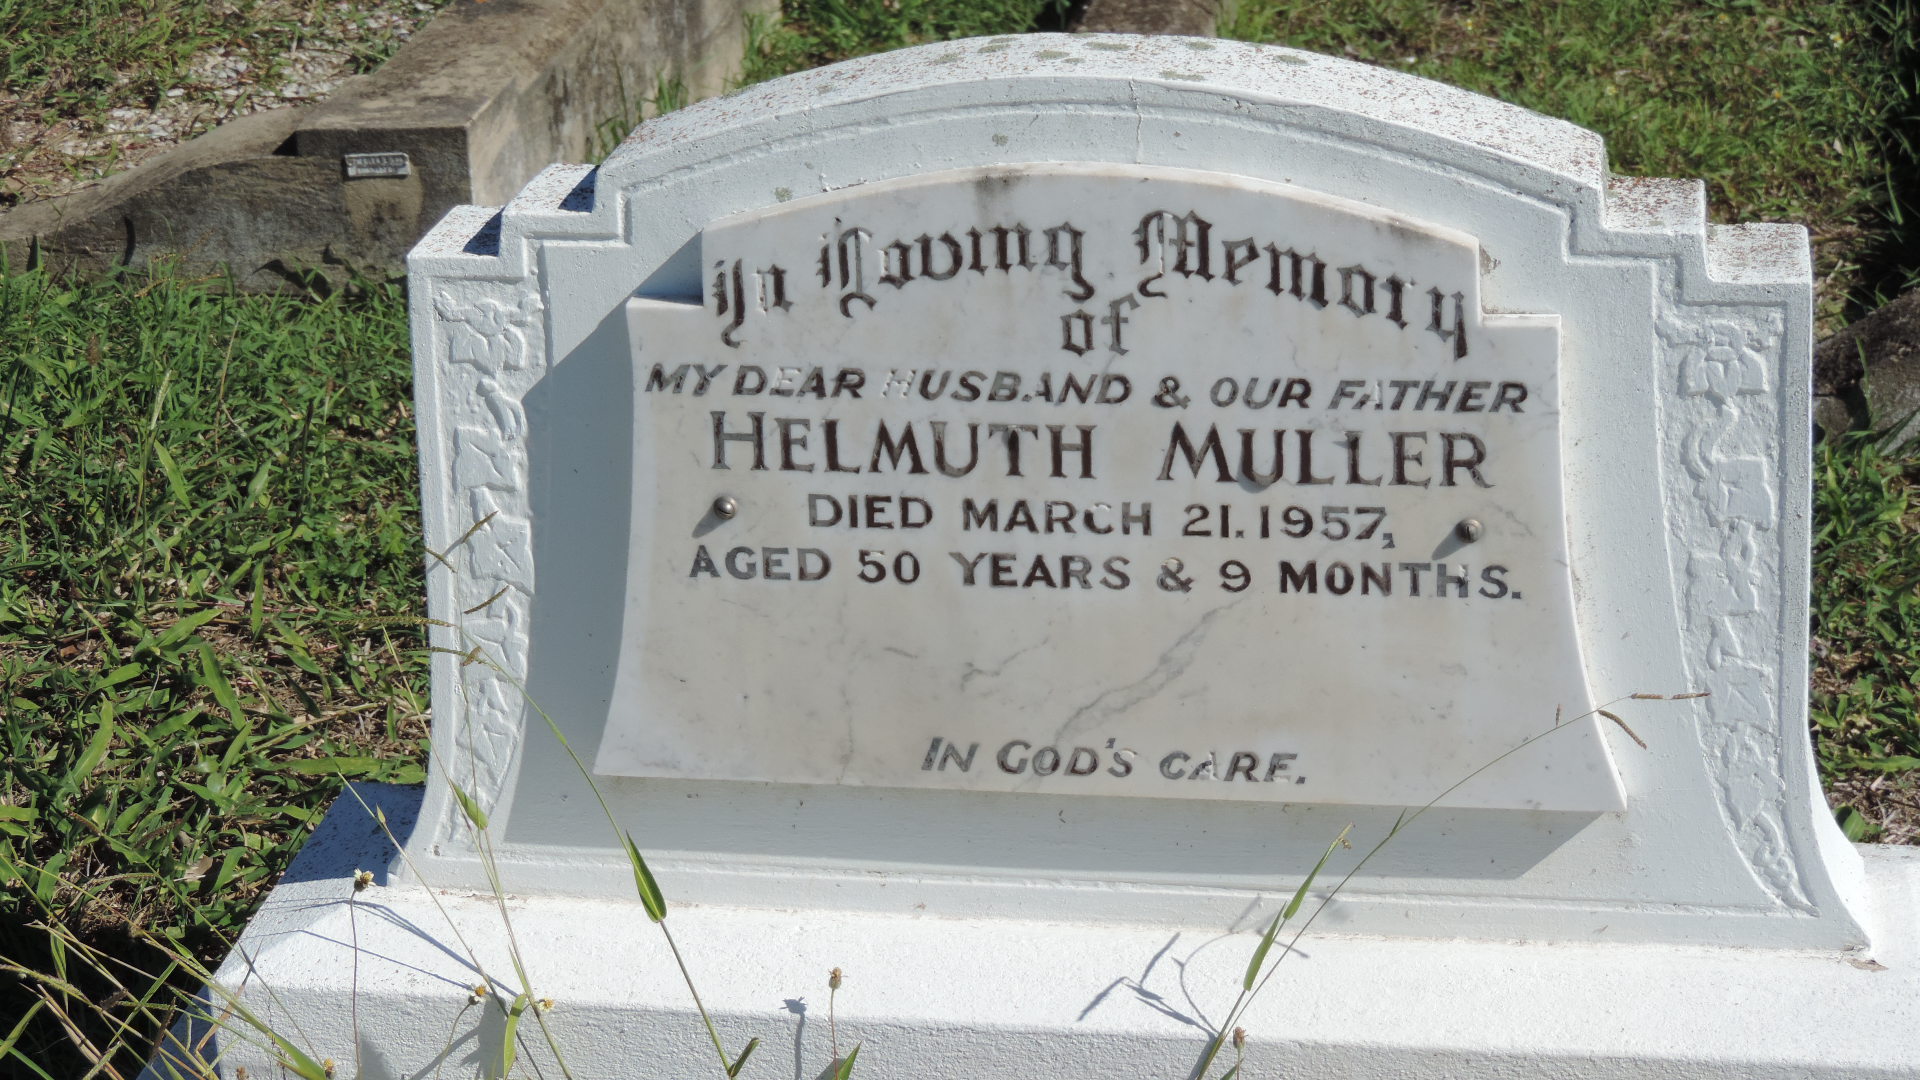 In Loving Memory
of
MY DEAR HUSBAND & OUR FATHER
HELMUTH MULLER
DIED MARCH 21. 1957,
AGED 50 YEARS & 9 MONTHS.
IN GOD'S CARE.